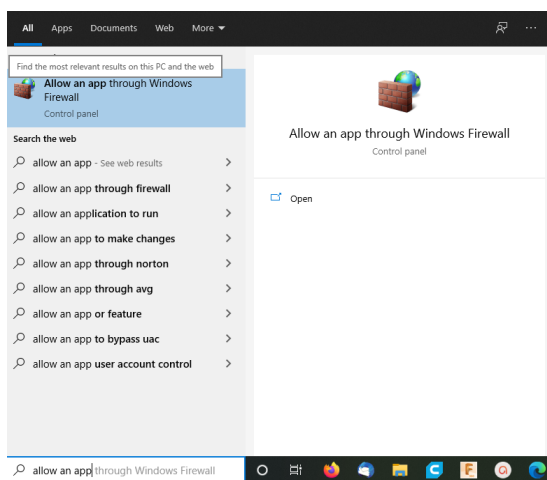 All Apps Documents Web More
Find the most relevant results on this PC and the web
Allow an app through Windows
Firewall
Control panel
Search the web
allow an app - See web results
allow an app through firewall
allow an application to run
allow an app to make changes
allow an app through norton
allow an app through avg
allow an app or feature
allow an app to bypass uac
allow an app user account control
Allow an app through Windows Firewall
Control panel
Open
allow an app through Windows Firewall